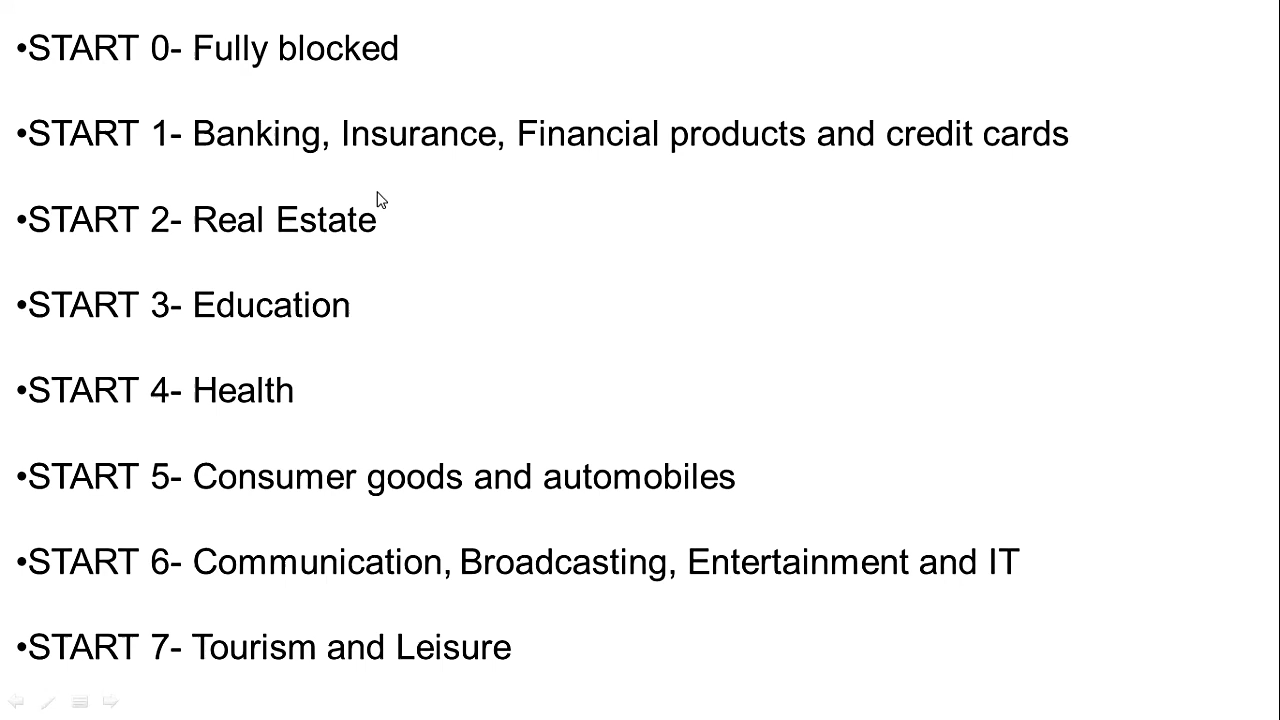 •START 0- Fully blocked
•START 1- Banking, Insurance, Financial products and credit cards
•START 2- Real Estate
•START 3- Education
•START 4- Health
•START 5- Consumer goods and automobiles
•START 6- Communication, Broadcasting, Entertainment and IT
•START 7- Tourism and Leisure